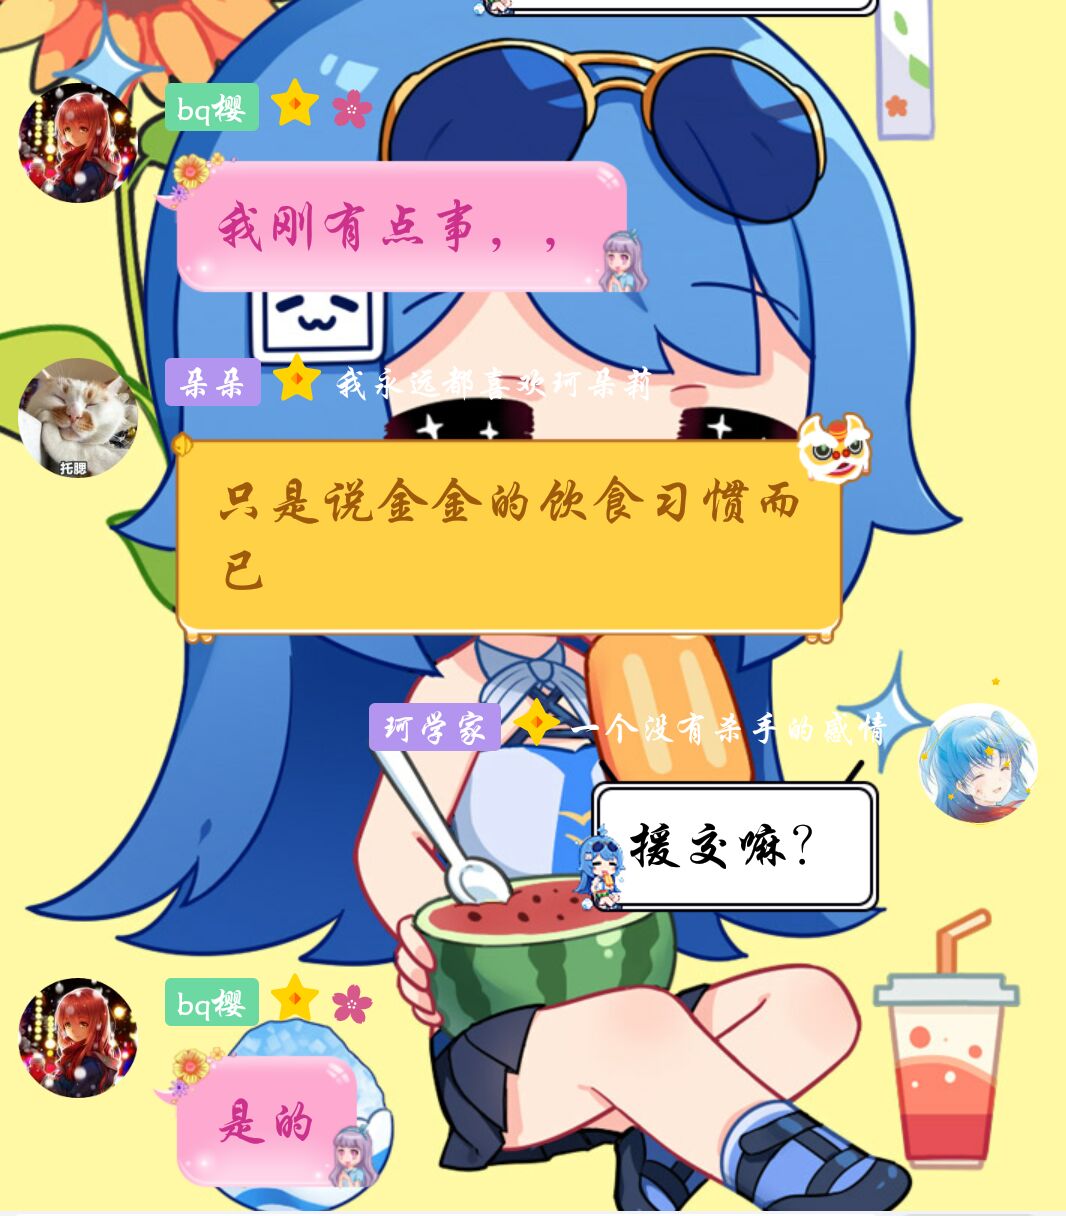 bq樱
我刚有点事，，
朵朵 我永远都喜欢珂朵莉
托腮
只是说金金的饮食习惯而
已
珂学家 一个没有杀手的感情
援交嘛？
bq樱
是的